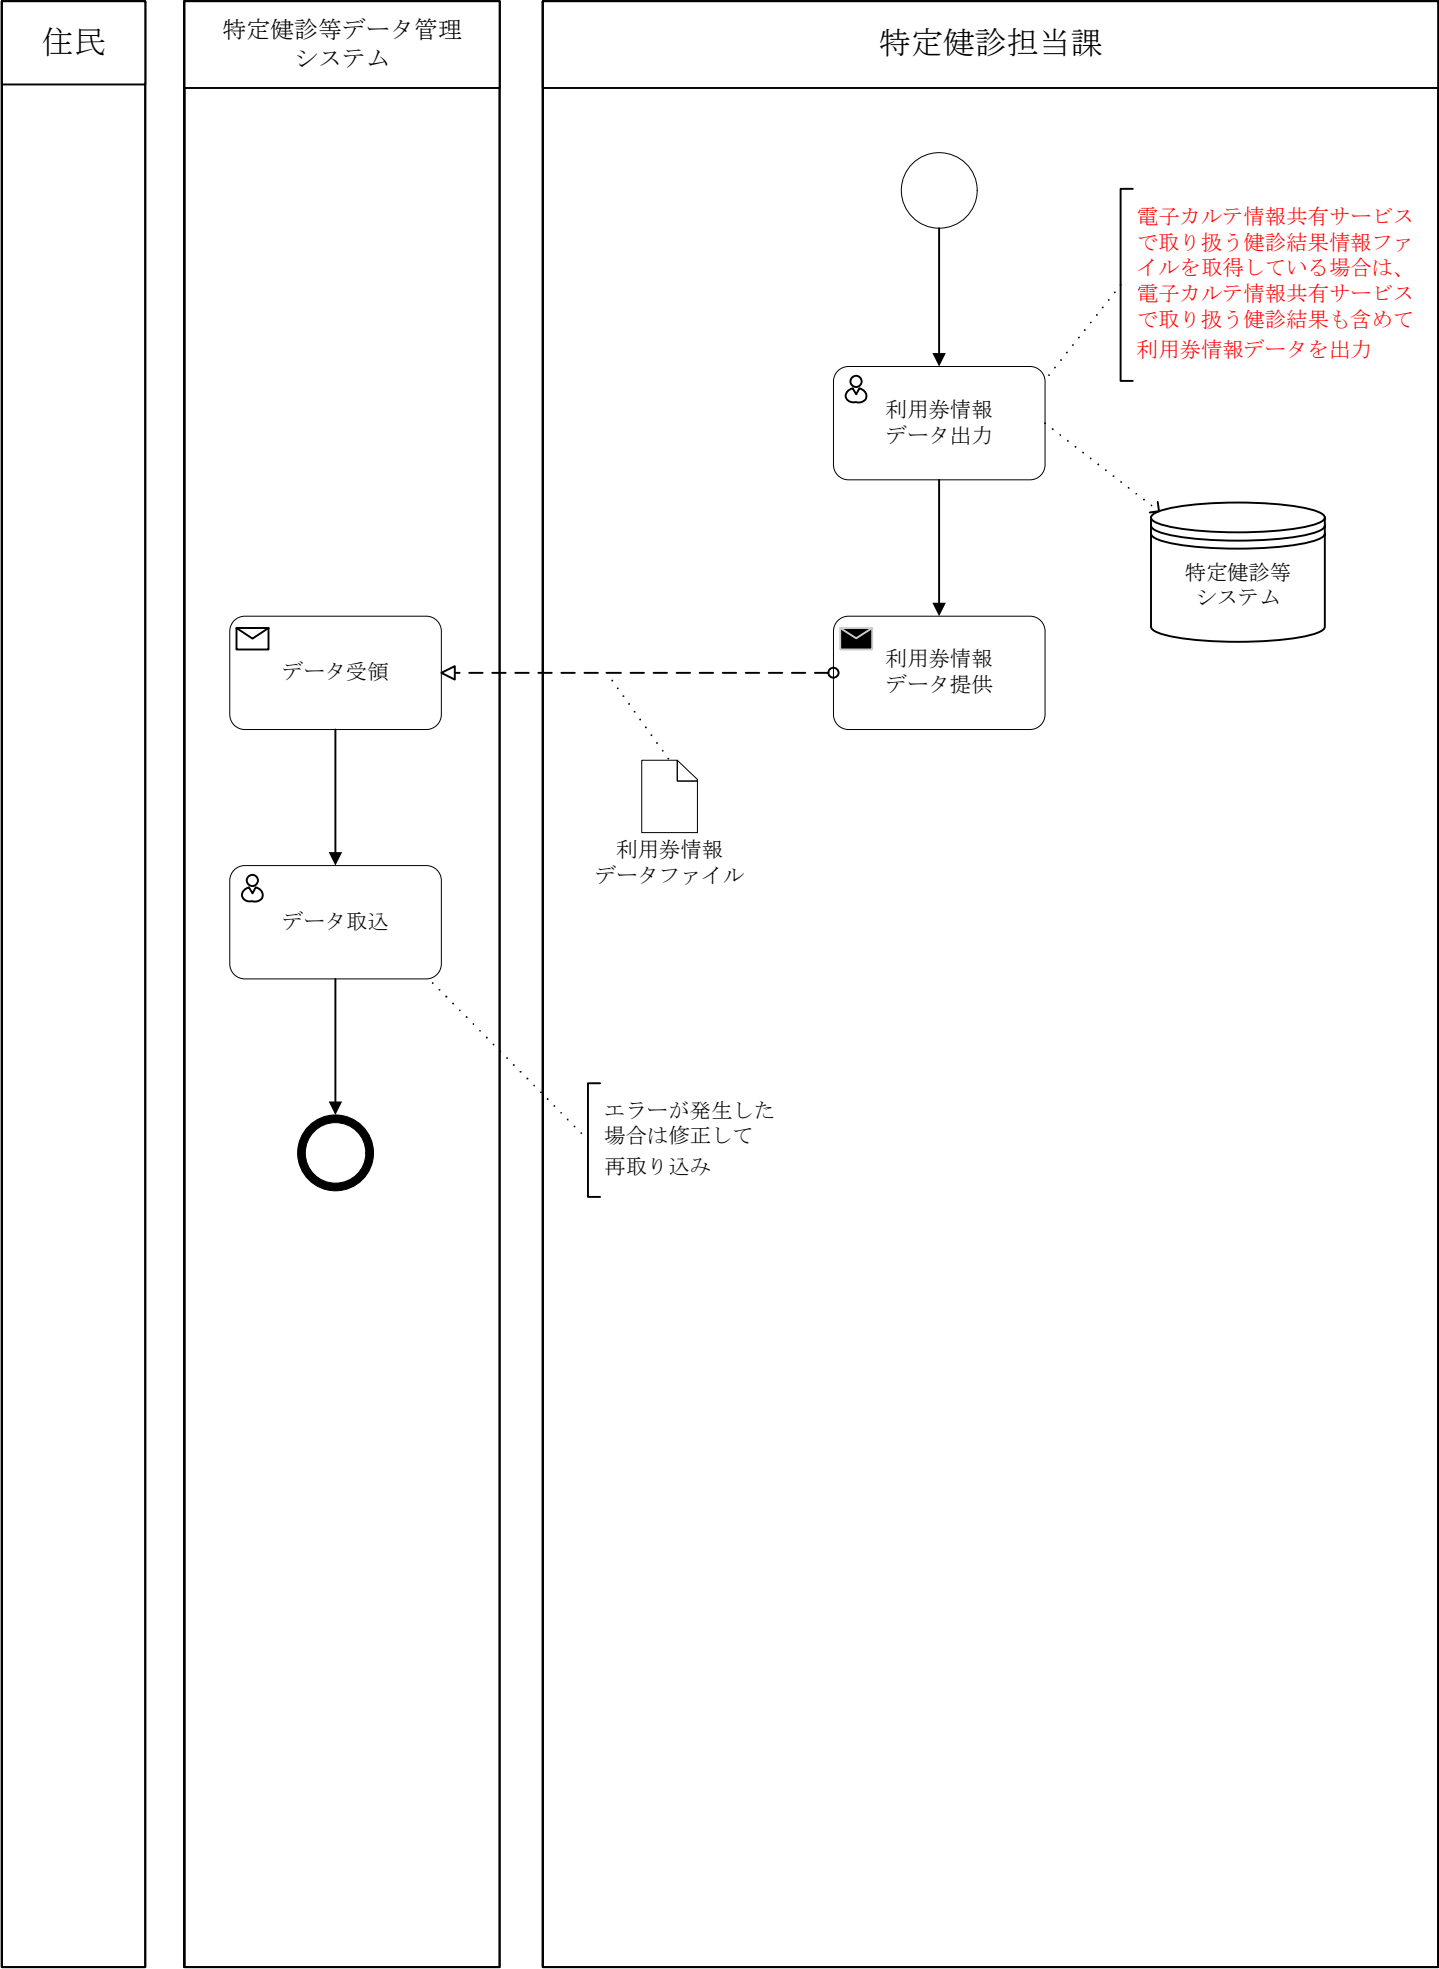 住民
特定健診等データ管理
システム
特定健診担当課
電子カルテ情報共有サービス
で取り扱う健診結果情報ファ
イルを取得している場合は、
電子カルテ情報共有サービス
で取り扱う健診結果も含めて
利用券情報データを出力
利用券情報
データ出力
特定健診等
システム
データ受領
利用券情報
データ提供
利用券情報
データファイル
データ取込
エラーが発生した
場合は修正して
再取り込み